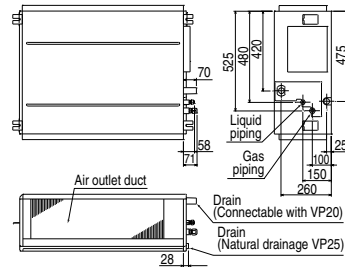 70
58
71
525
480
420
475
Liquid
piping
Gas
piping
25
100
150
260
Air outlet duct
Drain
(Connectable with VP20)
Drain
(Natural drainage VP25)
28